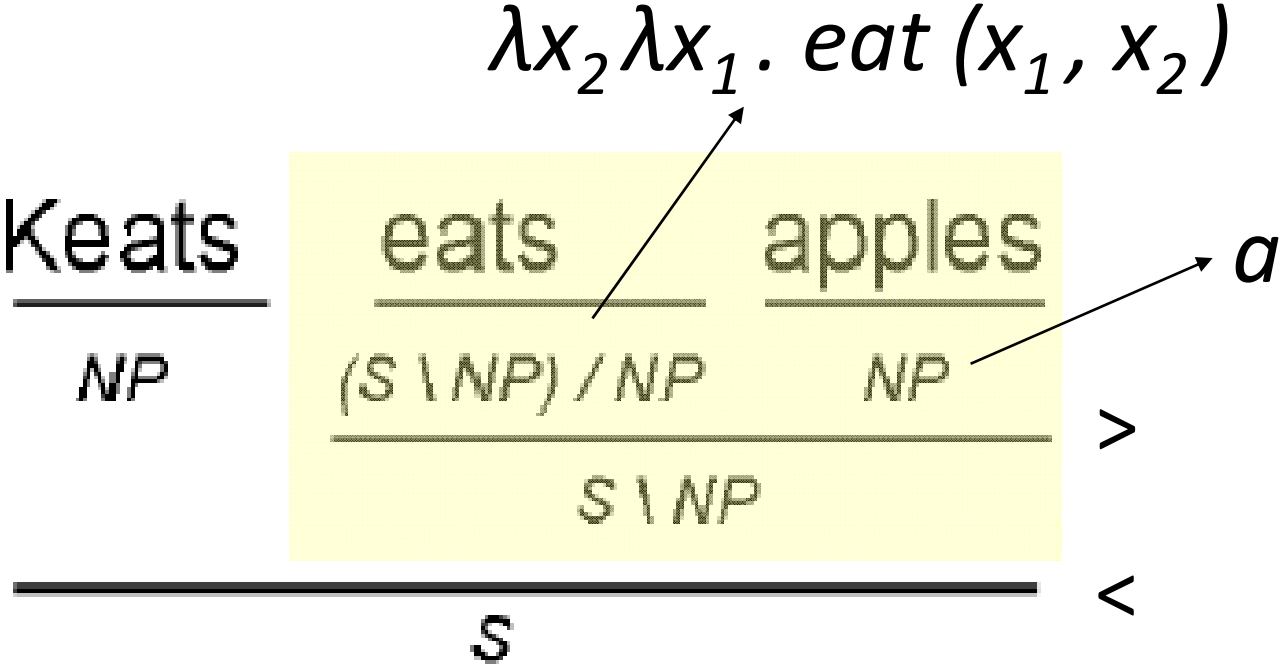 λx₂λx₁. eat (x₁, x₂)
Keats eats apples
a
NP (S \ NP) / NP NP
>
S \ NP
<
S